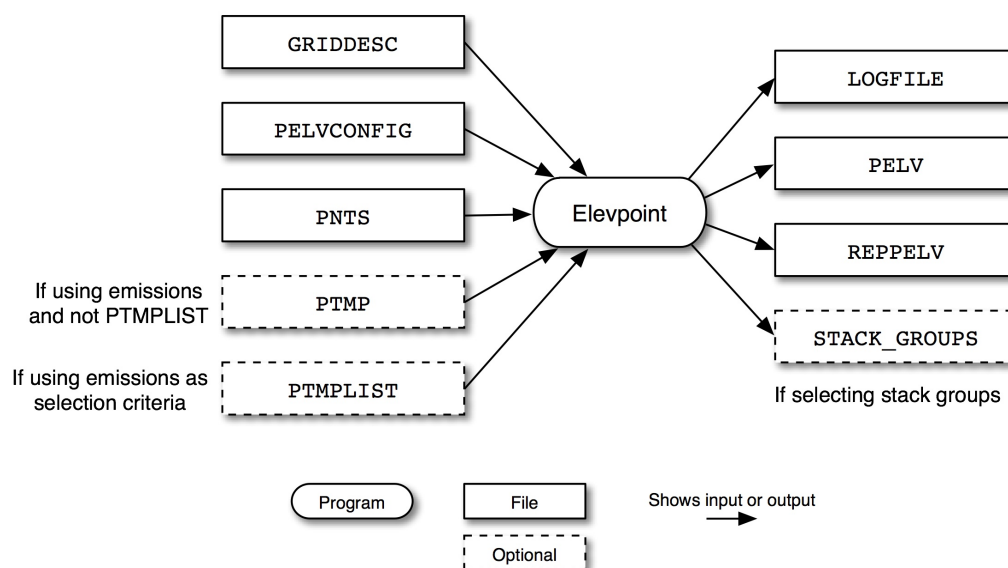 GRIDDESC
PELVCONFIG
PNTS
If using emissions
and not PTMPLIST
PTMP
If using emissions as
selection criteria
PTMPLIST
Elevpoint
LOGFILE
PELV
REPPELV
STACK_GROUPS
If selecting stack groups
Program
File
Shows input or output
Optional